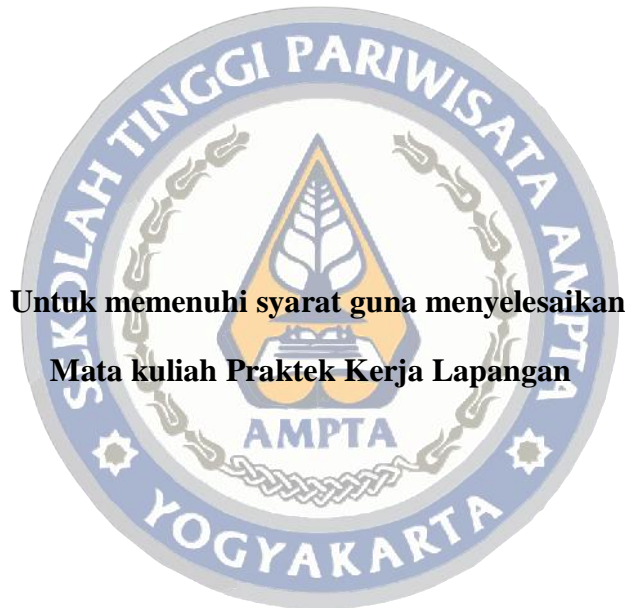 SEKOLAH TINGGI PARIWISATA AMPTA
Untuk memenuhi syarat guna menyelesaikan
Mata kuliah Praktek Kerja Lapangan
AMPTA
YOGYAKARTA